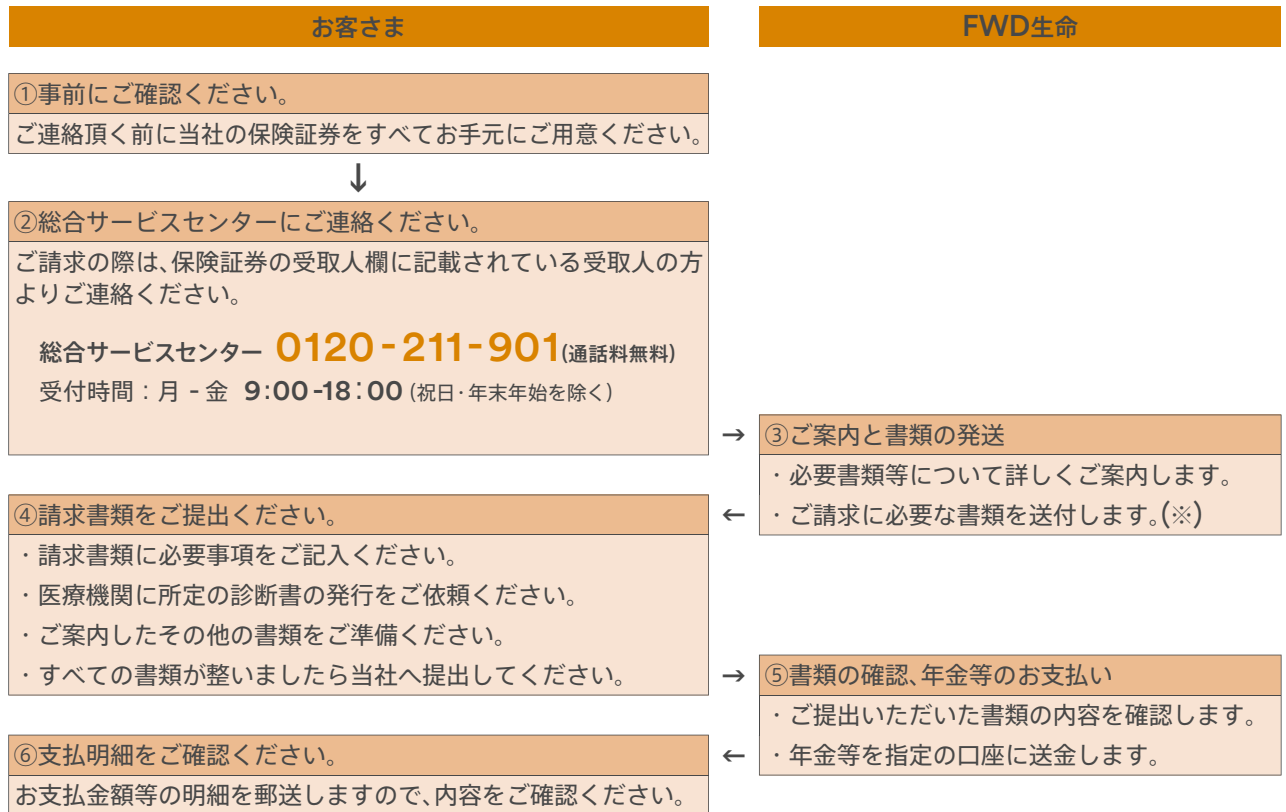 お客さま
FWD生命
①事前にご確認ください。
ご連絡頂く前に当社の保険証券をすべてお手元にご用意ください。
↓
②総合サービスセンターにご連絡ください。
ご請求の際は、保険証券の受取人欄に記載されている受取人の方
よりご連絡ください。
総合サービスセンター 0120-211-901(通話料無料)
受付時間：月 - 金 9:00-18:00 (祝日・年末年始を除く)
→
③ご案内と書類の発送
・必要書類等について詳しくご案内します。
・ご請求に必要な書類を送付します。(※)
←
④請求書類をご提出ください。
・請求書類に必要事項をご記入ください。
・医療機関に所定の診断書の発行をご依頼ください。
・ご案内したその他の書類をご準備ください。
・すべての書類が整いましたら当社へ提出してください。
→
⑤書類の確認、年金等のお支払い
・ご提出いただいた書類の内容を確認します。
・年金等を指定の口座に送金します。
←
⑥支払明細をご確認ください。
お支払金額等の明細を郵送しますので、内容をご確認ください。